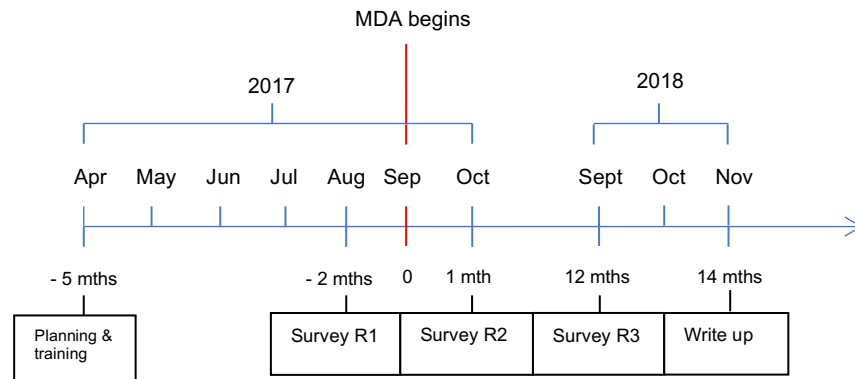 MDA begins
2017
2018
Apr May Jun Jul Aug Sep Oct Sept Oct Nov
- 5 mths - 2 mths 0 1 mth 12 mths 14 mths
Planning &
training
Survey R1
Survey R2
Survey R3
Write up